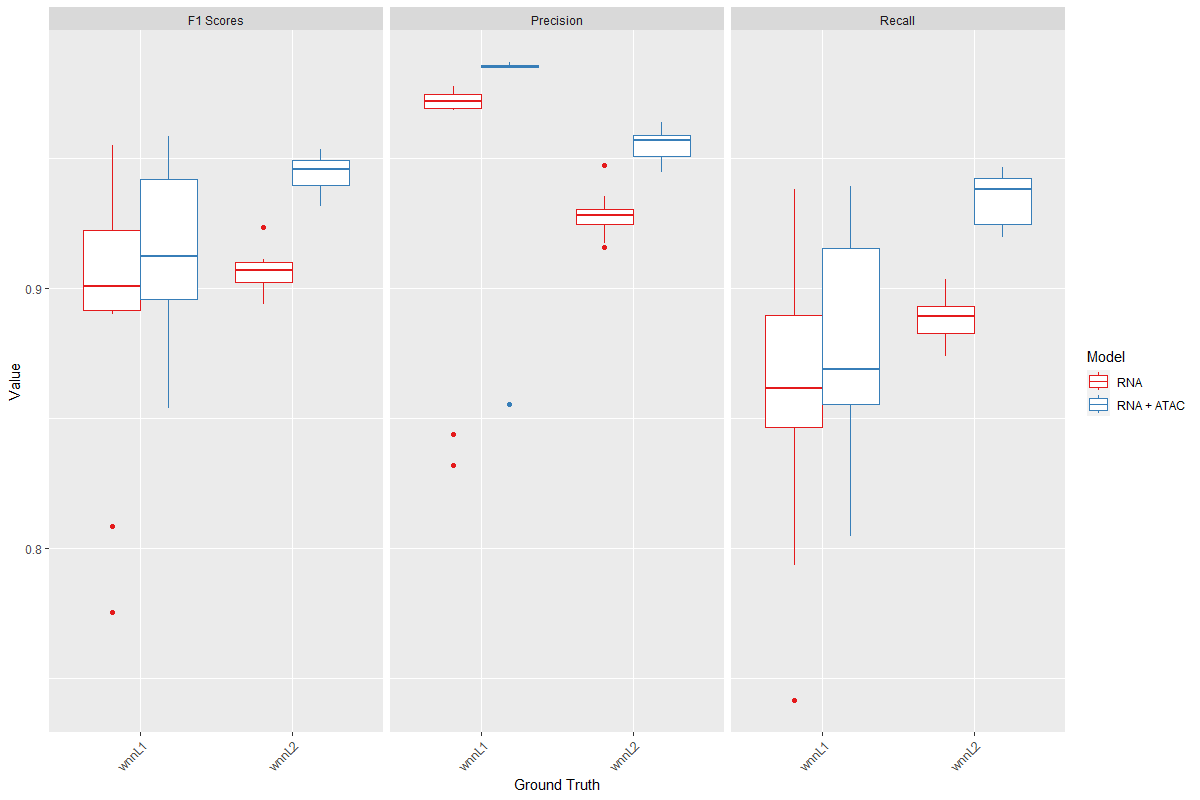 F1 Scores
Precision
Recall
Value
0.9
0.8
wnnL1
wnnL2
wnnL1
wnnL2
wnnL1
wnnL2
Ground Truth
Model
RNA
RNA + ATAC